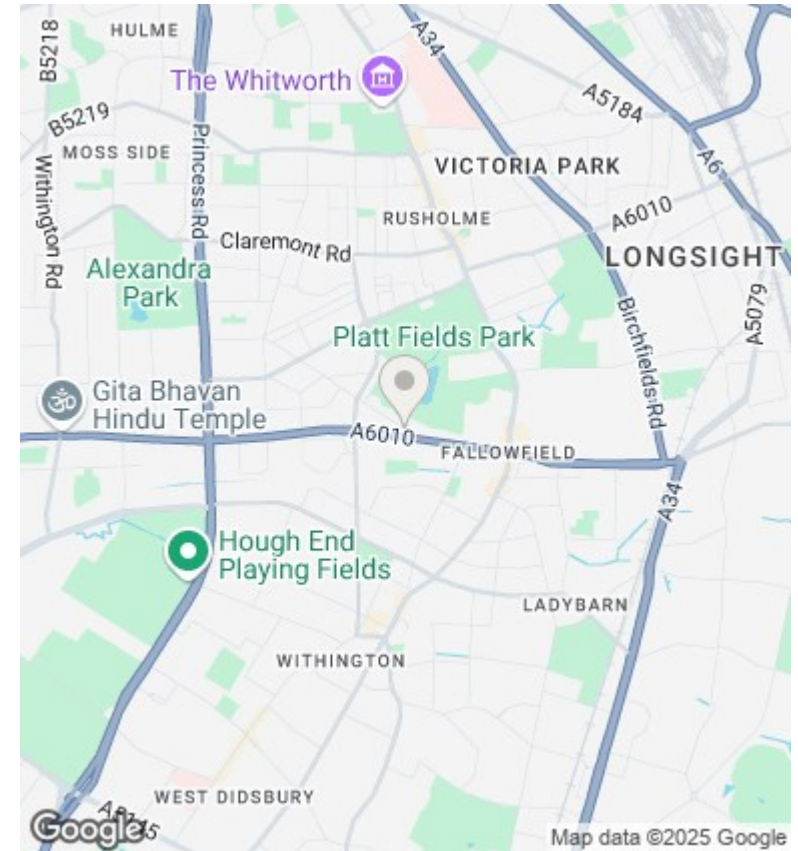 HULME
B5218
A34
The Whitworth
A5184
B5219
MOSS SIDE
Princess Rd
VICTORIA PARK
A6
Withington Rd
RUSHOLME
A6010
Claremont Rd
LONGSIGHT
Alexandra
Park
Birchfields Rd
A5079
Platt Fields Park
Gita Bhavan
Hindu Temple
A6010
FALLOWFIELD
A34
Hough End
Playing Fields
LADYBARN
WITHINGTON
WEST DIDSBURY
Google
Map data ©2025 Google